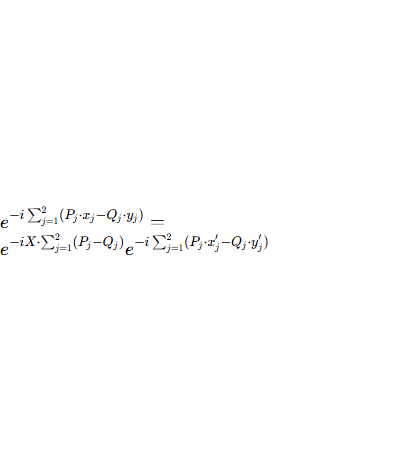 $e^{-i\sum_{j=1}^{2}(P_j\cdot x_j-Q_j\cdot y_j)}=$
$e^{-iX\cdot\sum_{j=1}^{2}(P_j-Q_j)}e^{-i\sum_{j=1}^{2}(P_j\cdot x_j'-Q_j\cdot y_j')}$